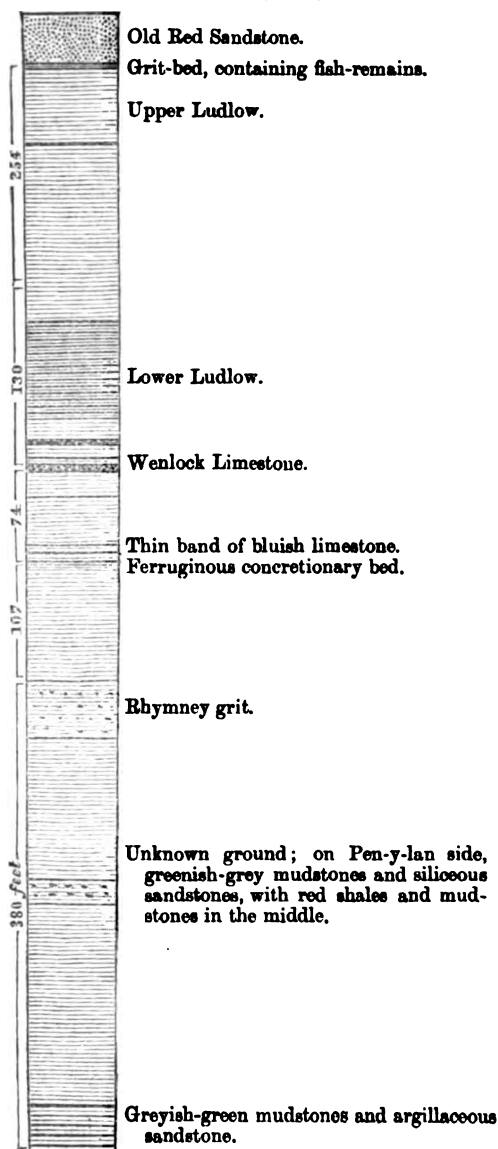 Old Red Sandstone.
Grit-bed, containing fish-remains.
Upper Ludlow.
254
Lower Ludlow.
130
Wenlock Limestone.
74
Thin band of bluish limestone.
Ferruginous concretionary bed.
107
Rhymney grit.
Unknown ground; on Pen-y-lan side,
greenish-grey mudstones and siliceous
sandstones, with red shales and mud-
stones in the middle.
380 feet
Greyish-green mudstones and argillaceous
sandstone.